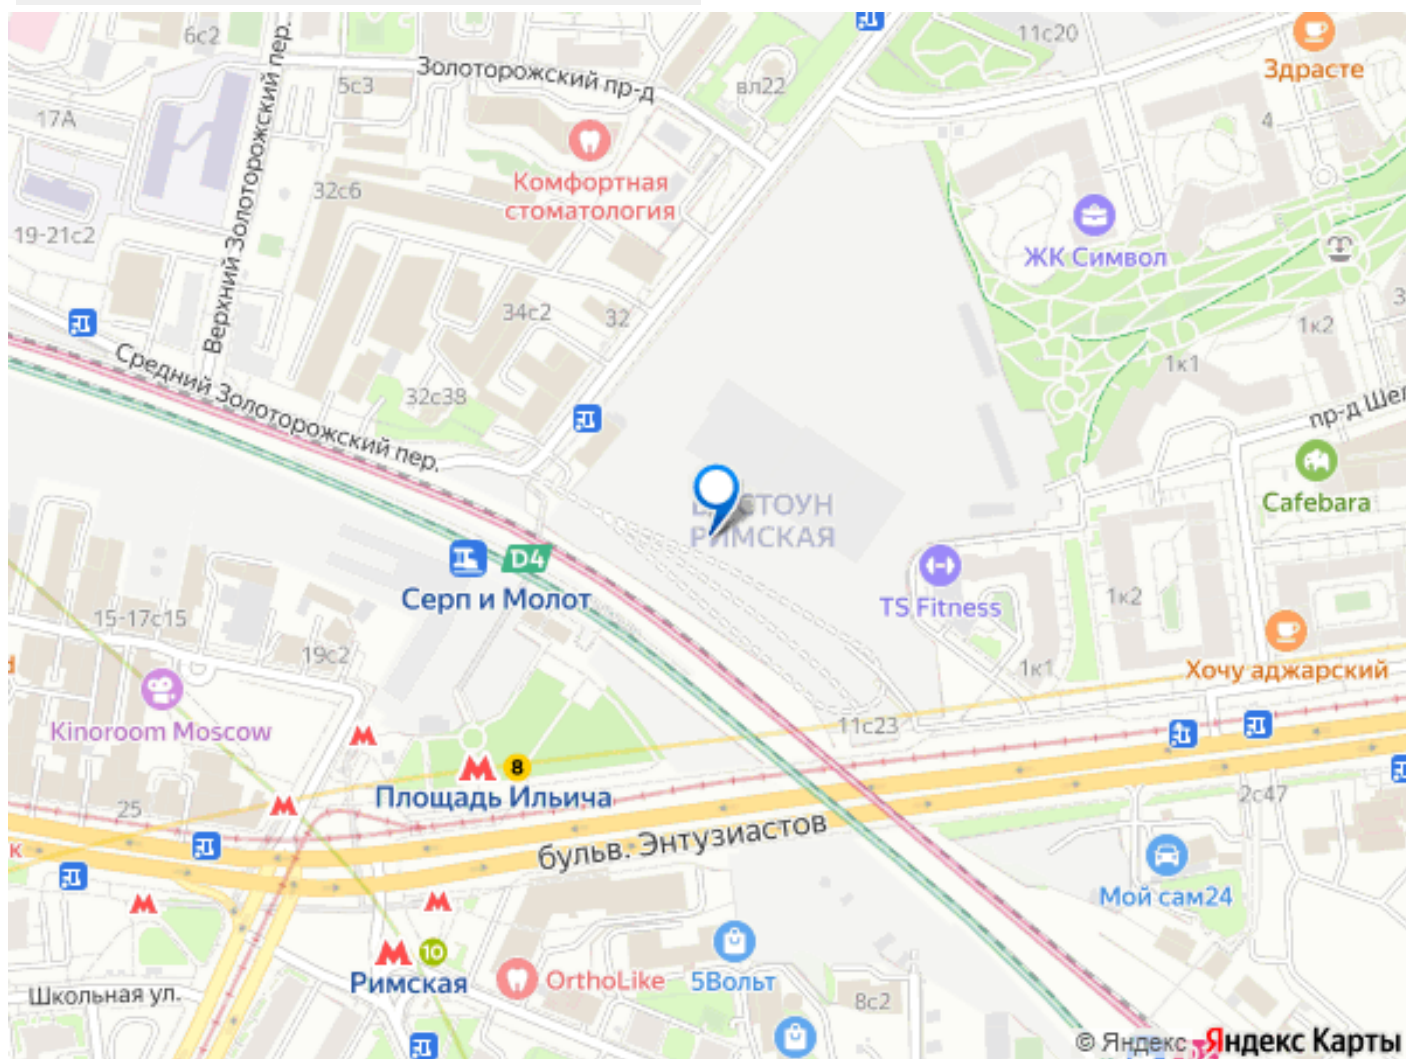 6с2
11с20
Здрасте
Золоторожский пр-д
5с3
вл22
17А
4
Верхний Золоторожский пер.
Комфортная
стоматология
32с6
19-21с2
ЖК Символ
34с2
32
1к2
1к1
Средний Золоторожский пер.
32с38
Cafebara
РИМСКАЯ
D4
Серп и Молот
TS Fitness
1к2
15-17с15
19с2
1к1
Хочу аджарский
Kinoroom Moscow
11с23
8
Площадь Ильича
25
2с47
бульв. Энтузиастов
Мой сам24
10
Римская
OrthoLike
5Вольт
Школьная ул.
8с2
© Яндекс
Яндекс Карты